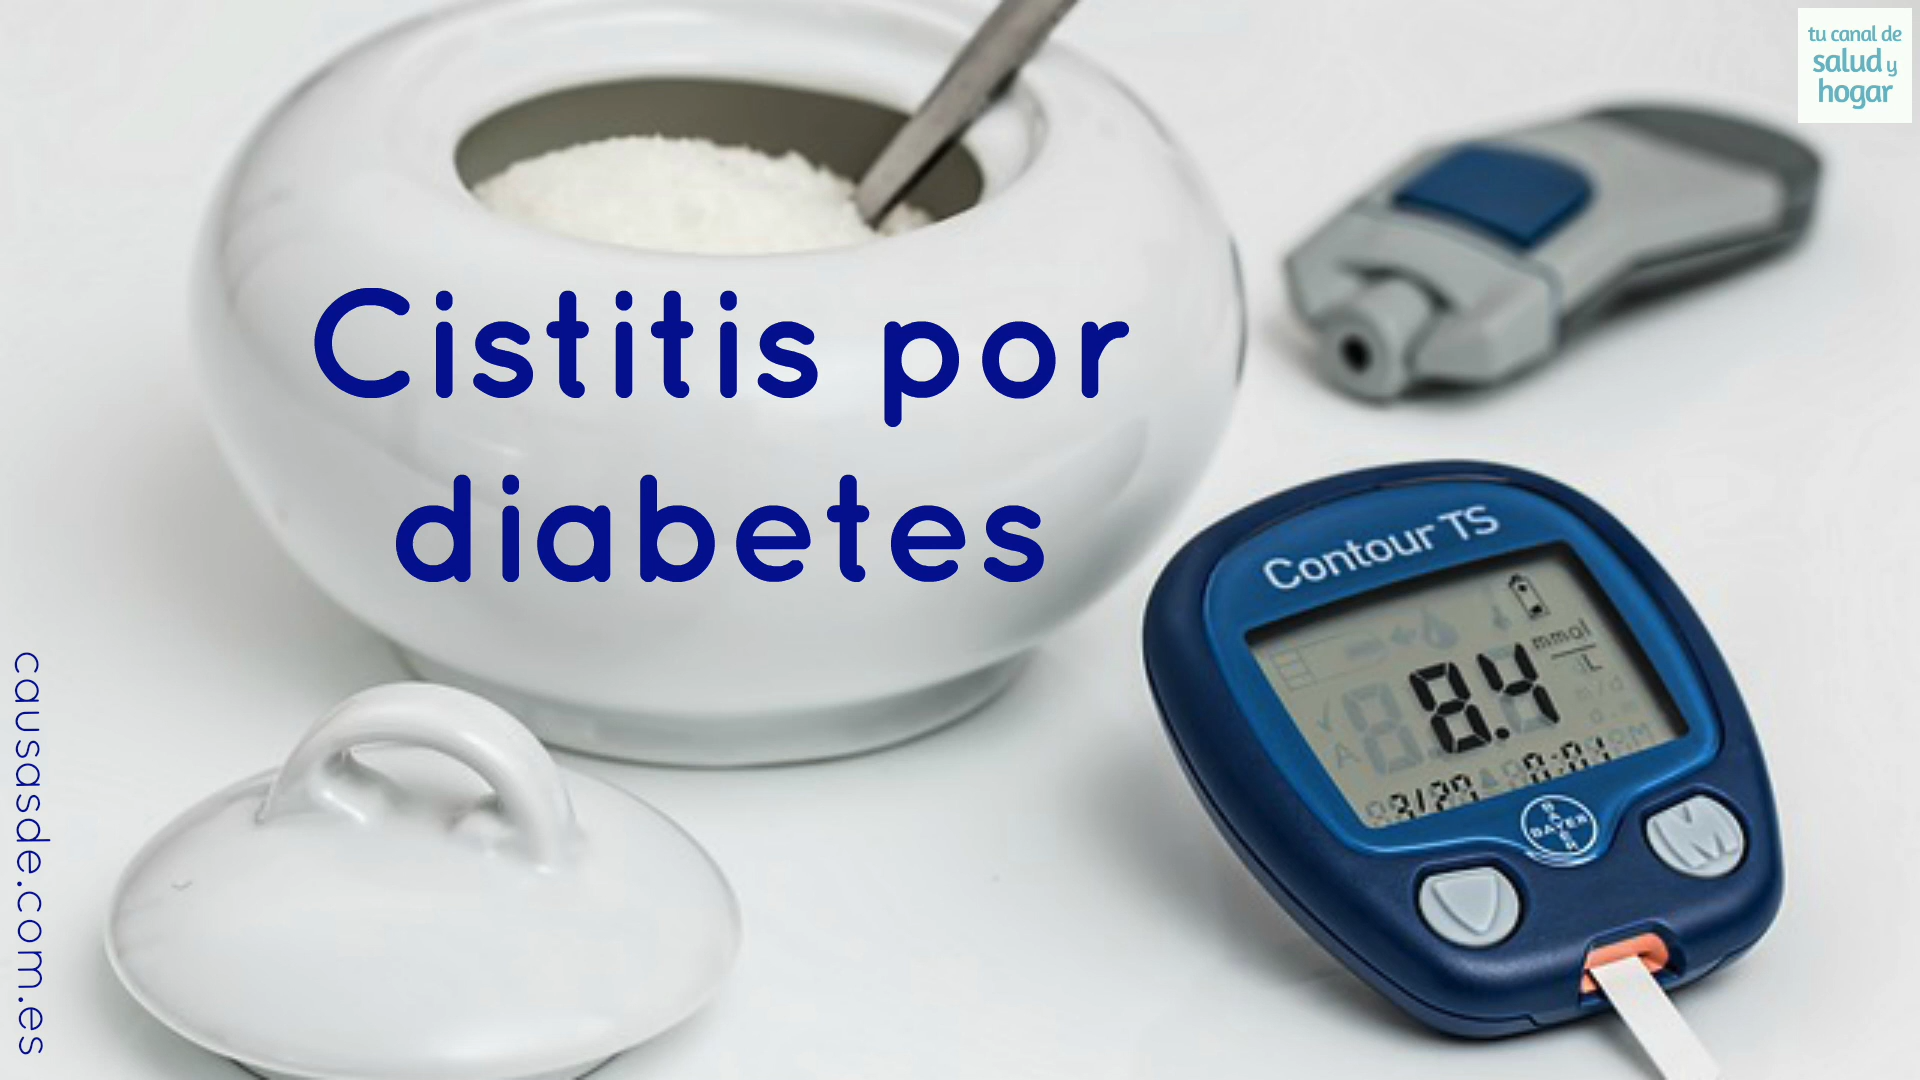 tu canal de
salud y
hogar
Cistitis por
diabetes
Contour TS
8.4
mmol
L
BAYER
M
causasde.com.es